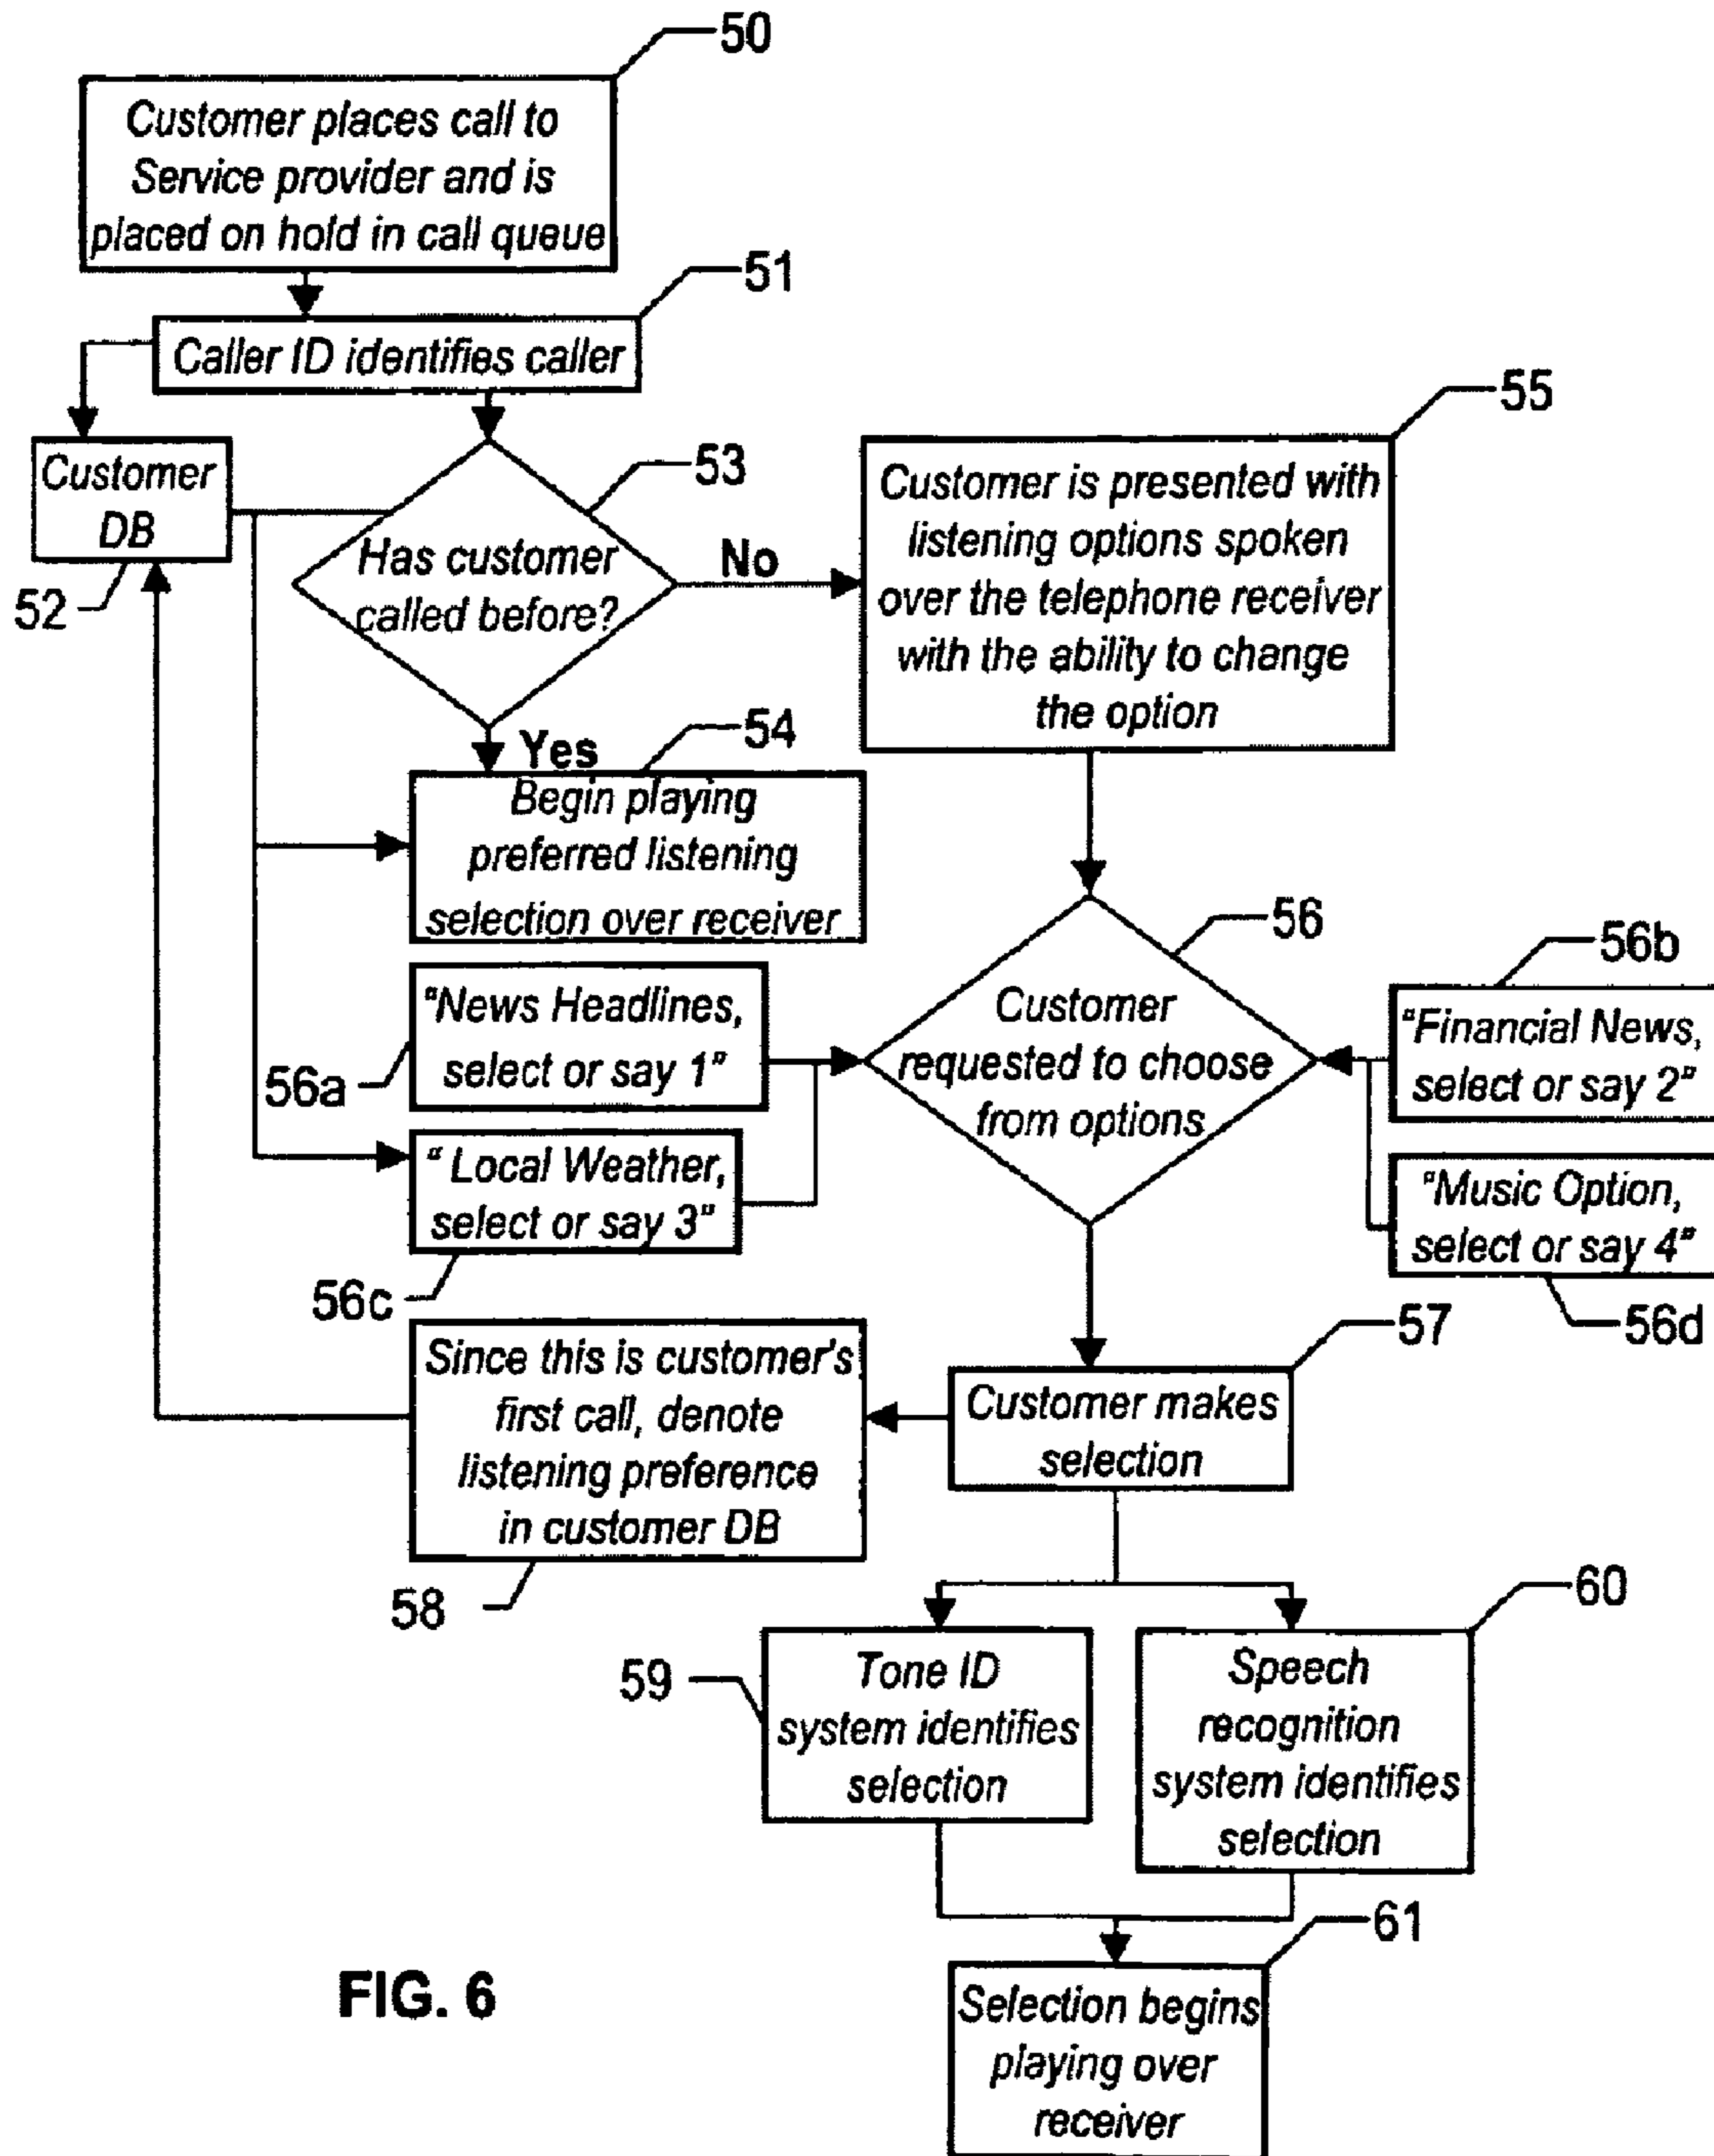 50
Customer places call to
Service provider and is
placed on hold in call queue
51
Caller ID identifies caller
Customer
DB
52
53
Has customer
called before?
No
Yes
55
Customer is presented with
listening options spoken
over the telephone receiver
with the ability to change
the option
54
Begin playing
preferred listening
selection over receiver
56
Customer
requested to choose
from options
"News Headlines,
select or say 1"
56a
56b
"Financial News,
select or say 2"
" Local Weather,
select or say 3"
56c
"Music Option,
select or say 4"
56d
57
Customer makes
selection
Since this is customer's
first call, denote
listening preference
in customer DB
58
59
Tone ID
system identifies
selection
60
Speech
recognition
system identifies
selection
61
Selection begins
playing over
receiver
FIG. 6